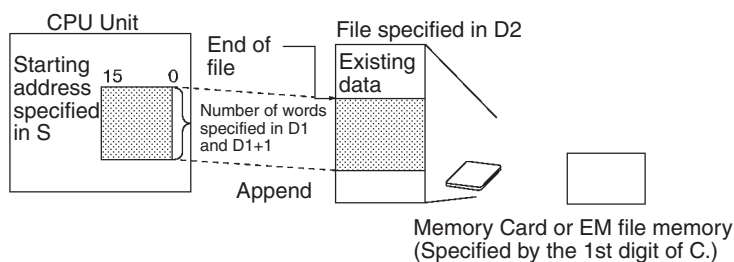 CPU Unit
Starting
address
specified
in S
15 0
Number of words
specified in D1
and D1+1
End of
file
File specified in D2
Existing
data
Append
Memory Card or EM file memory
(Specified by the 1st digit of C.)